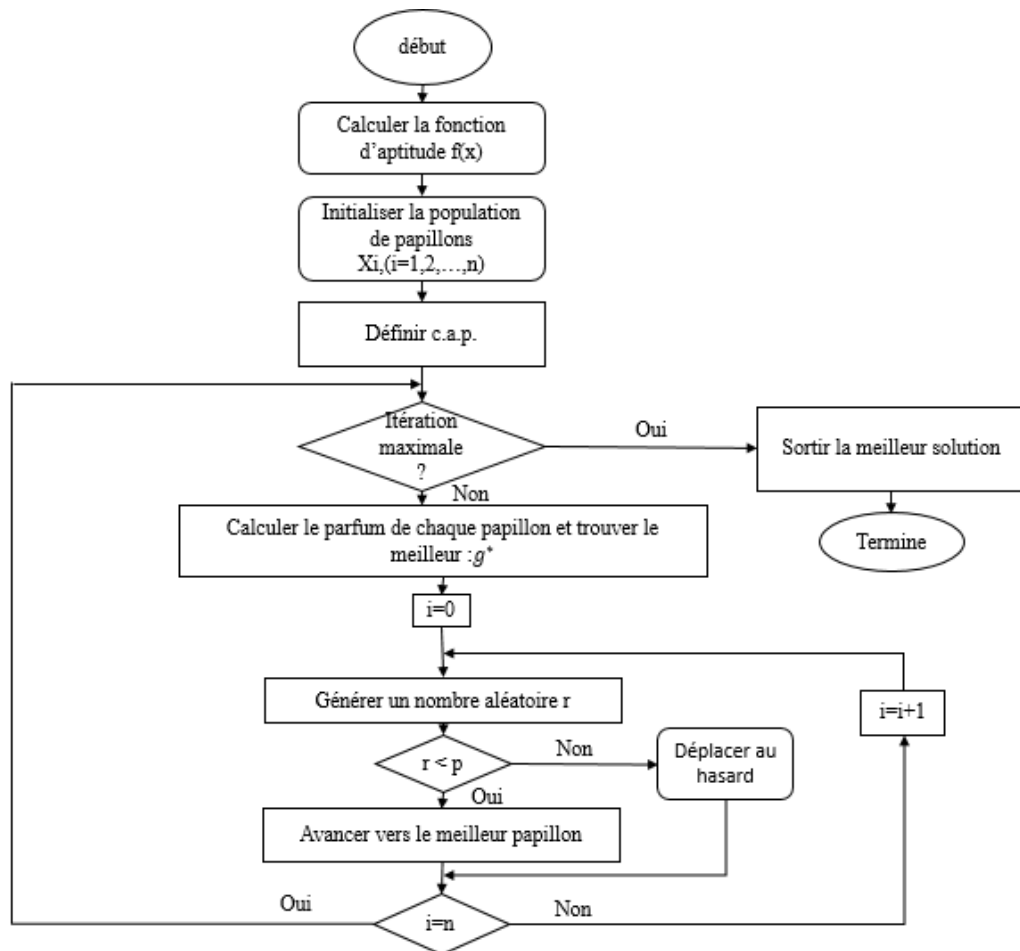 début
Calculer la fonction
d’aptitude f(x)
Initialiser la population
de papillons
Xi,(i=1,2,…,n)
Définir c.a.p.
Itération
maximale
?
Oui
Sortir la meilleur solution
Termine
Non
Calculer le parfum de chaque papillon et trouver le
meilleur :g*
i=0
Générer un nombre aléatoire r
i=i+1
r < p
Non
Déplacer au
hasard
Oui
Avancer vers le meilleur papillon
Oui
i=n
Non